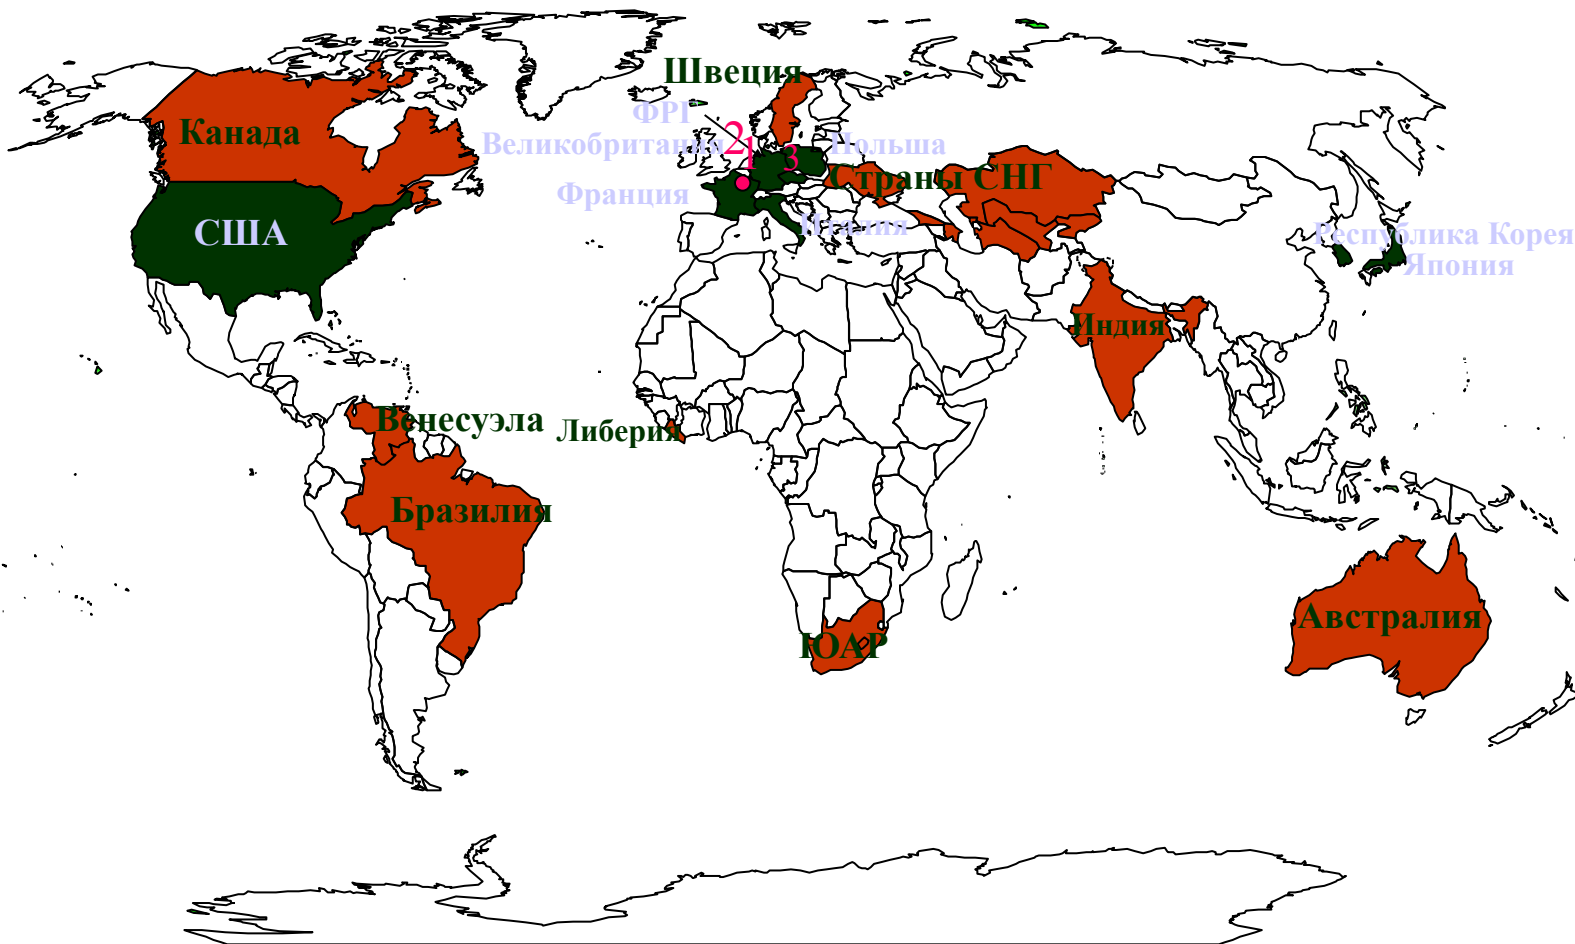 Швеция
ФРГ
Канада
Великобритания
2
1
3
Польша
Страны СНГ
Франция
США
Италия
Республика Корея
Япония
Индия
Венесуэла
Либерия
Бразилия
Австралия
ЮАР